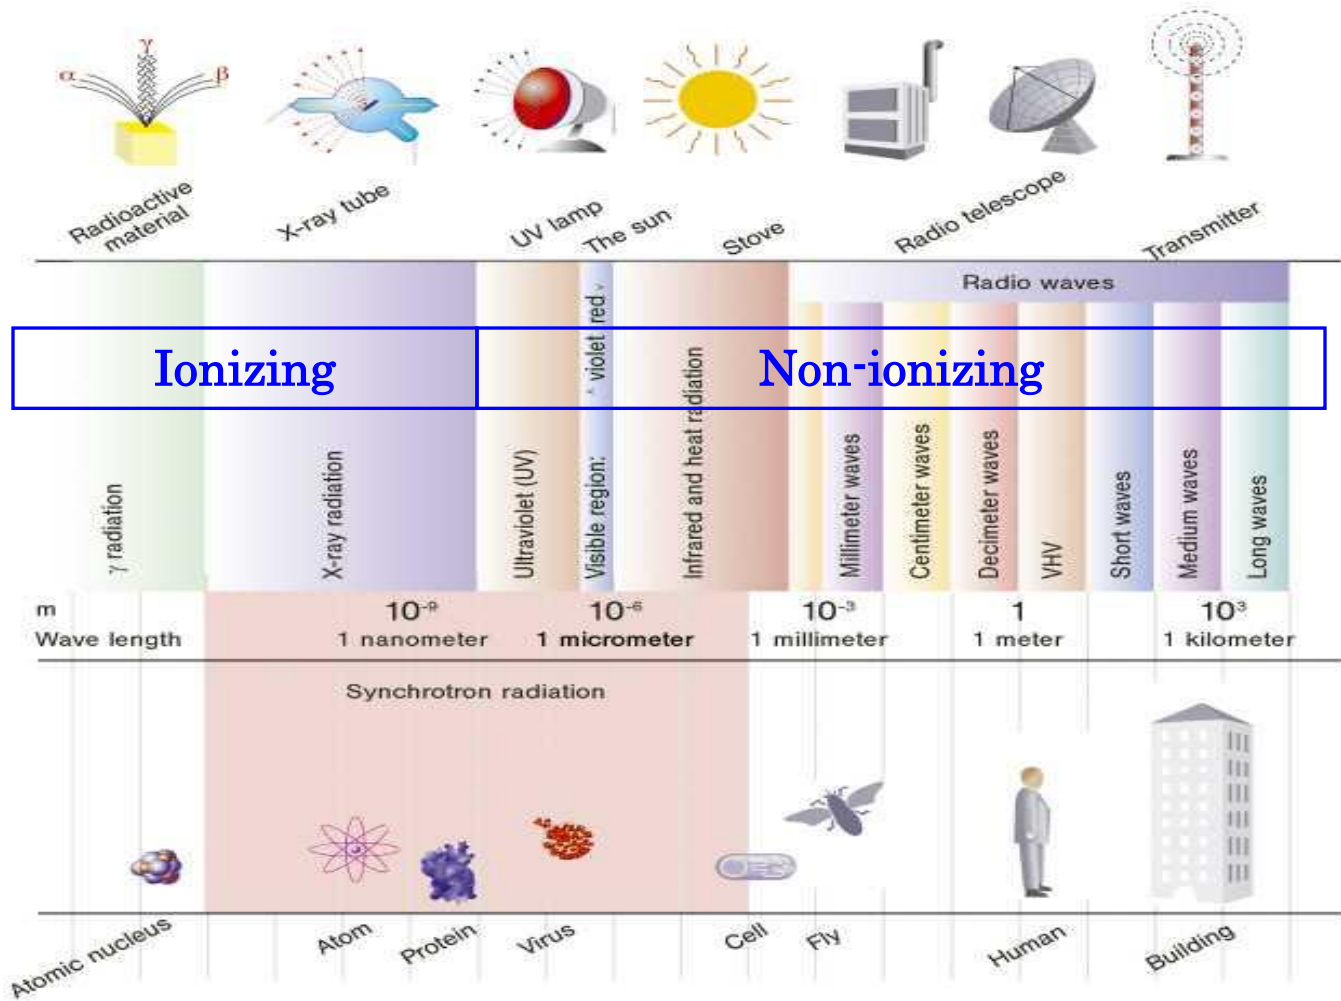 γ
α
β
Radioactive
material
X-ray tube
UV lamp
The sun
Stove
Radio telescope
Transmitter
Radio waves
Ionizing
Non-ionizing
γ radiation
X-ray radiation
Ultraviolet (UV)
Visible region: ^ violet red ˅
Infrared and heat radiation
Millimeter waves
Centimeter waves
Decimeter waves
VHV
Short waves
Medium waves
Long waves
m 10⁻⁹ 10⁻⁶ 10⁻³ 1 10³
Wave length 1 nanometer 1 micrometer 1 millimeter 1 meter 1 kilometer
Synchrotron radiation
Atomic nucleus
Atom
Protein
Virus
Cell
Fly
Human
Building